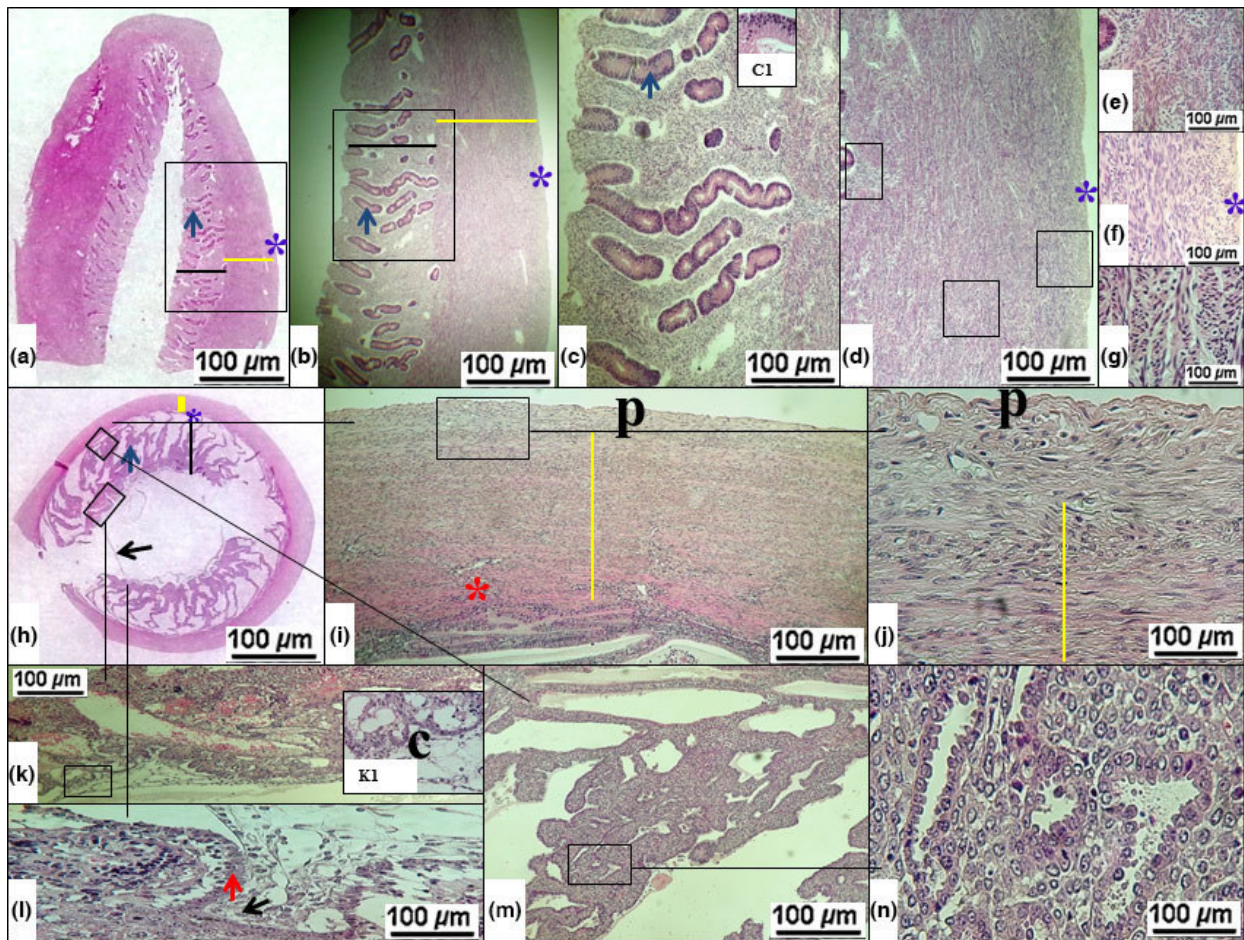 (a) 100 µm
(b) 100 µm
C1
(c) 100 µm
(d) 100 µm
(e) 100 µm
(f) 100 µm
(g) 100 µm
(h) 100 µm
p
(i) 100 µm
p
(j) 100 µm
100 µm
(k)
c
K1
(l) 100 µm
(m) 100 µm
(n) 100 µm